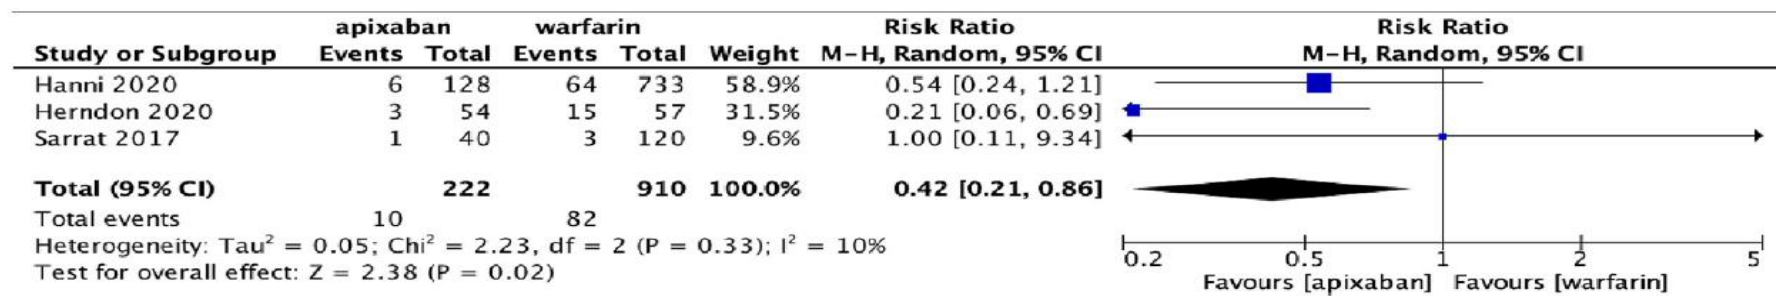 apixaban warfarin Risk Ratio Risk Ratio
Study or Subgroup Events Total Events Total Weight M-H, Random, 95% CI M-H, Random, 95% CI
Hanni 2020 6 128 64 733 58.9% 0.54 [0.24, 1.21]
Herndon 2020 3 54 15 57 31.5% 0.21 [0.06, 0.69]
Sarrat 2017 1 40 3 120 9.6% 1.00 [0.11, 9.34]
Total (95% CI) 222 910 100.0% 0.42 [0.21, 0.86]
Total events 10 82
Heterogeneity: Tau² = 0.05; Chi² = 2.23, df = 2 (P = 0.33); I² = 10%
Test for overall effect: Z = 2.38 (P = 0.02)
0.2 0.5 1 2 5
Favours [apixaban] Favours [warfarin]